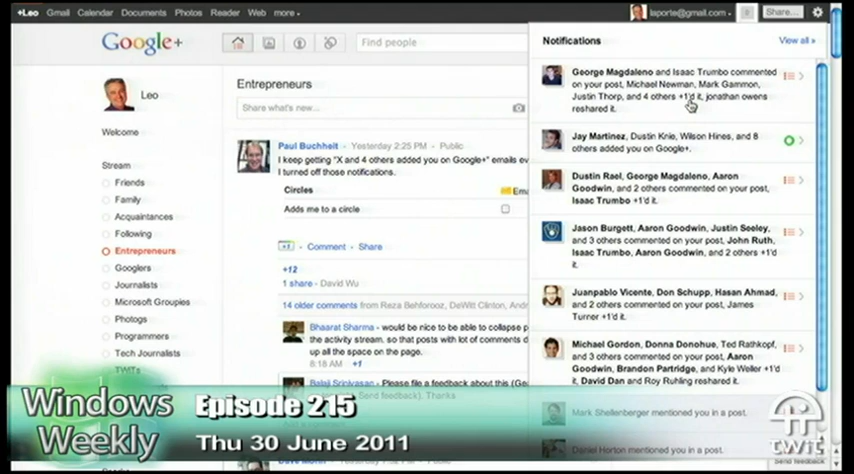 +Leo Gmail Calendar Documents Photos Reader Web more
laporte@gmail.com
Share...
Google+
Find people
Notifications
View all »
Leo
Welcome
Stream
Friends
Family
Acquaintances
Following
Entrepreneurs
Googlers
Journalists
Microsoft Groupies
Photogs
Programmers
Tech Journalists
TWiTs
Entrepreneurs
Share what's new...
Paul Buchheit - Yesterday 2:25 PM - Public
I keep getting "X and 4 others added you on Google+" emails ev
I turned off those notifications.
Circles
Ema
Adds me to a circle
+1 - Comment - Share
+12
1 share - David Wu
14 older comments from Reza Behforooz, DeWitt Clinton, Andr
Bhaarat Sharma - would be nice to be able to collapse p
the activity stream. so that posts with lot of comments d
up all the space on the page.
8:18 AM +1
Balaji Srinivasan - Please file a feedback about this (Ge
Send feedback). Thanks
George Magdaleno and Isaac Trumbo commented
on your post, Michael Newman, Mark Gammon,
Justin Thorp, and 4 others +1'd it, jonathan owens
reshared it.
Jay Martinez, Dustin Knie, Wilson Hines, and 8
others added you on Google+.
Dustin Rael, George Magdaleno, Aaron
Goodwin, and 2 others commented on your post,
Isaac Trumbo +1'd it.
Jason Burgett, Aaron Goodwin, Justin Seeley,
and 3 others commented on your post, John Ruth,
Isaac Trumbo, Aaron Goodwin, and 2 others +1'd
it.
Juanpablo Vicente, Don Schupp, Hasan Ahmad,
and 2 others commented on your post, James
Turner +1'd it.
Michael Gordon, Donna Donohue, Ted Rathkopf,
and 3 others commented on your post, Aaron
Goodwin, Brandon Partridge, and Kyle Weller +1'd
it, David Dan and Roy Ruhling reshared it.
Mark Shellenberger mentioned you in a post.
Daniel Horton mentioned you in a post.
Send feedback
Windows
Weekly
Episode 215
Thu 30 June 2011
twit